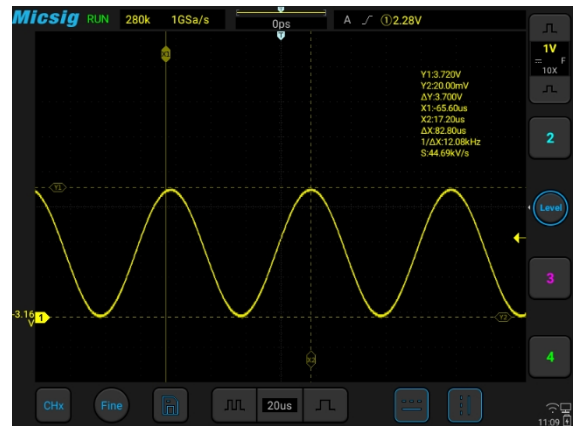 Micsig RUN 280k 1GSa/s 0ps A ①2.28V
1V
F
10X
X1
Y1:3.720V
Y2:20.00mV
ΔY:3.700V
X1:-65.60us
X2:17.20us
ΔX:82.80us
1/ΔX:12.08kHz
S:44.69kV/s
2
Y1
Level
3
-3.16
V
1
Y2
X2
4
CHx Fine 20us
11:09